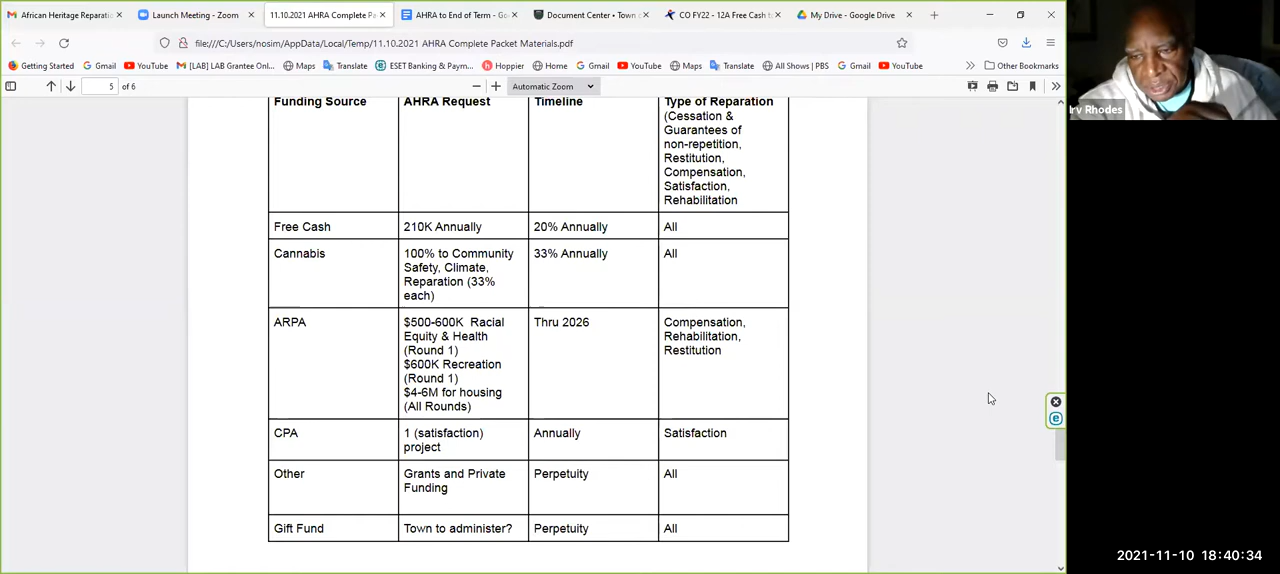 African Heritage Reparati
Launch Meeting - Zoom
11.10.2021 AHRA Complete Pa
AHRA to End of Term - Go
Document Center • Town o
CO FY22 - 12A Free Cash t
My Drive - Google Drive
file:///C:/Users/nosim/AppData/Local/Temp/11.10.2021 AHRA Complete Packet Materials.pdf
Getting Started
Gmail
YouTube
[LAB] LAB Grantee Onl...
Maps
Translate
ESET Banking & Paym...
Hoppier
Home
YouTube
Maps
Translate
All Shows | PBS
Gmail
YouTube
Other Bookmarks
5 of 6
Automatic Zoom
Irv Rhodes
Funding Source
AHRA Request
Timeline
Type of Reparation
(Cessation &
Guarantees of
non-repetition,
Restitution,
Compensation,
Satisfaction,
Rehabilitation
Free Cash
210K Annually
20% Annually
All
Cannabis
100% to Community
Safety, Climate,
Reparation (33%
each)
33% Annually
All
ARPA
$500-600K Racial
Equity & Health
(Round 1)
$600K Recreation
(Round 1)
$4-6M for housing
(All Rounds)
Thru 2026
Compensation,
Rehabilitation,
Restitution
CPA
1 (satisfaction)
project
Annually
Satisfaction
Other
Grants and Private
Funding
Perpetuity
All
Gift Fund
Town to administer?
Perpetuity
All
2021-11-10 18:40:34